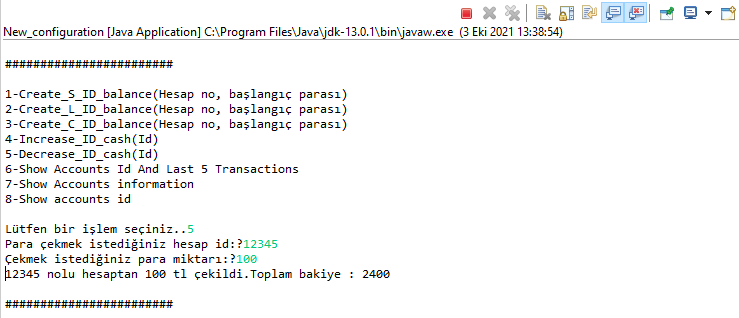 New_configuration [Java Application] C:\Program Files\Java\jdk-13.0.1\bin\javaw.exe (3 Eki 2021 13:38:54)
########################
1-Create_S_ID_balance(Hesap no, başlangıç parası)
2-Create_L_ID_balance(Hesap no, başlangıç parası)
3-Create_C_ID_balance(Hesap no, başlangıç parası)
4-Increase_ID_cash(Id)
5-Decrease_ID_cash(Id)
6-Show Accounts Id And Last 5 Transactions
7-Show Accounts information
8-Show accounts id
Lütfen bir işlem seçiniz..5
Para çekmek istediğiniz hesap id:?12345
Çekmek istediğiniz para miktarı:?100
12345 nolu hesaptan 100 tl çekildi.Toplam bakiye : 2400
########################